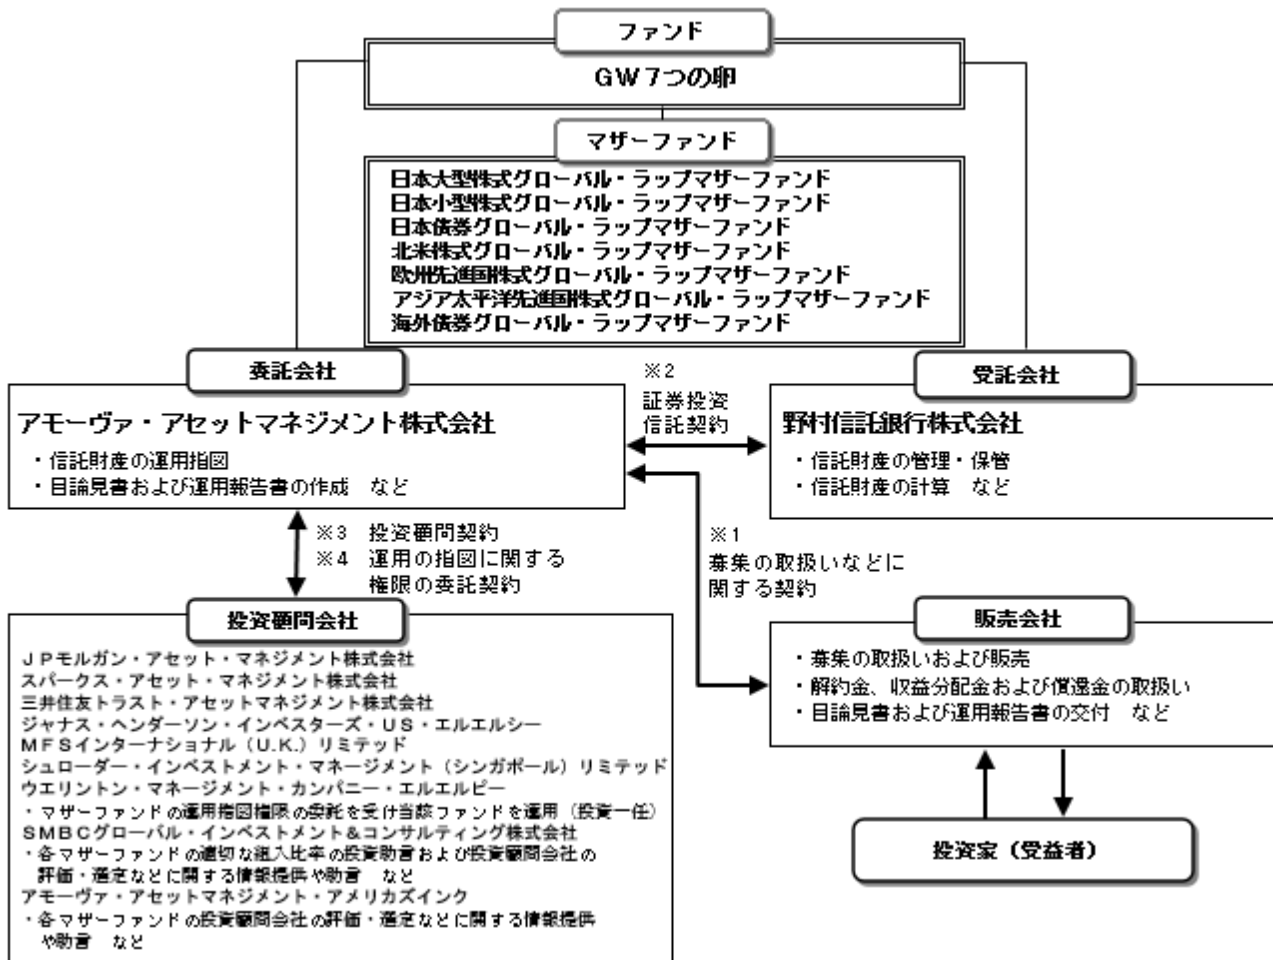 ファンド
GW7つの卵
マザーファンド
日本大型株式グローバル・ラップマザーファンド
日本小型株式グローバル・ラップマザーファンド
日本債券グローバル・ラップマザーファンド
北米株式グローバル・ラップマザーファンド
欧州先進国株式グローバル・ラップマザーファンド
アジア太平洋先進国株式グローバル・ラップマザーファンド
海外債券グローバル・ラップマザーファンド
委託会社
アモーヴァ・アセットマネジメント株式会社
・信託財産の運用指図
・目論見書および運用報告書の作成 など
※2
証券投資
信託契約
受託会社
野村信託銀行株式会社
・信託財産の管理・保管
・信託財産の計算 など
※3 投資顧問契約
※4 運用の指図に関する
権限の委託契約
※1
募集の取扱いなどに
関する契約
投資顧問会社
JPモルガン・アセット・マネジメント株式会社
スパークス・アセット・マネジメント株式会社
三井住友トラスト・アセットマネジメント株式会社
ジャナス・ヘンダーソン・インベスターズ・US・エルエルシー
MFSインターナショナル(U.K.)リミテッド
シュローダー・インベストメント・マネージメント(シンガポール)リミテッド
ウエリントン・マネージメント・カンパニー・エルエルピー
・マザーファンドの運用指図権限の委託を受け当該ファンドを運用(投資一任)
SMBCグローバル・インベストメント&コンサルティング株式会社
・各マザーファンドの適切な組入比率の投資助言および投資顧問会社の
評価・選定などに関する情報提供や助言 など
アモーヴァ・アセットマネジメント・アメリカズインク
・各マザーファンドの投資顧問会社の評価・選定などに関する情報提供
や助言 など
販売会社
・募集の取扱いおよび販売
・解約金、収益分配金および償還金の取扱い
・目論見書および運用報告書の交付 など
投資家(受益者)